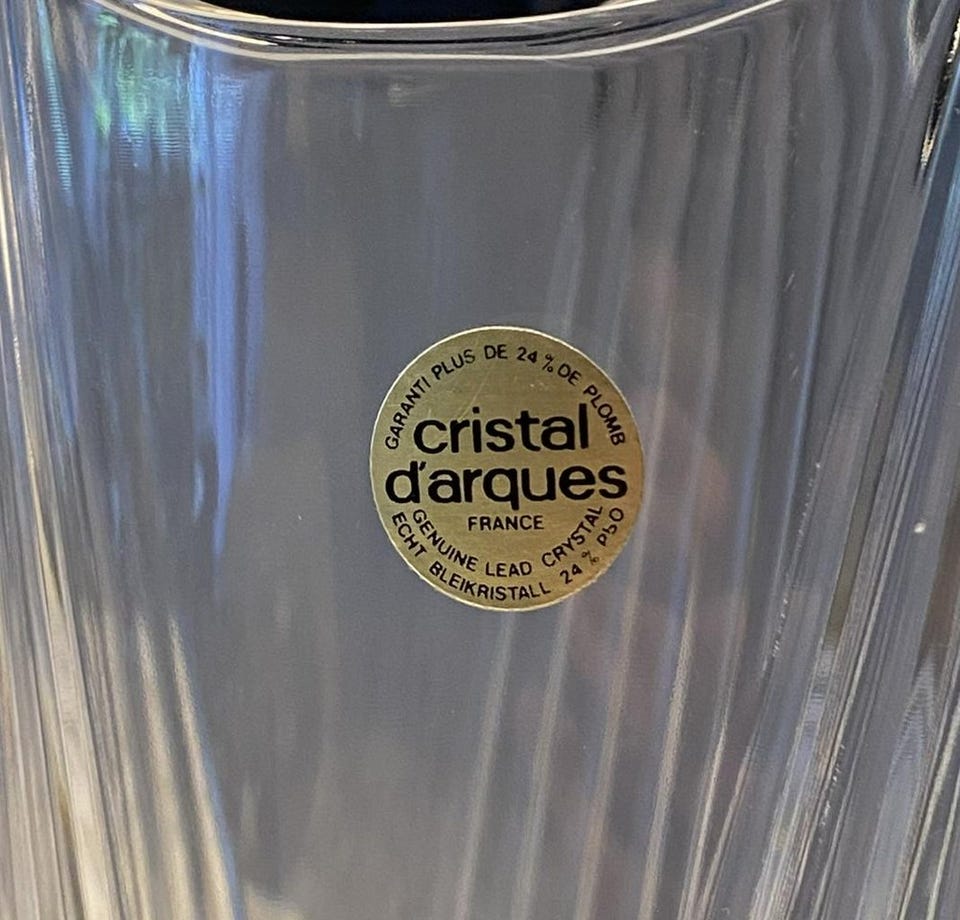 GARANTI PLUS DE 24 % DE PLOMB
cristal
d'arques
FRANCE
GENUINE LEAD CRYSTAL
ECHT BLEIKRISTALL 24 % PbO